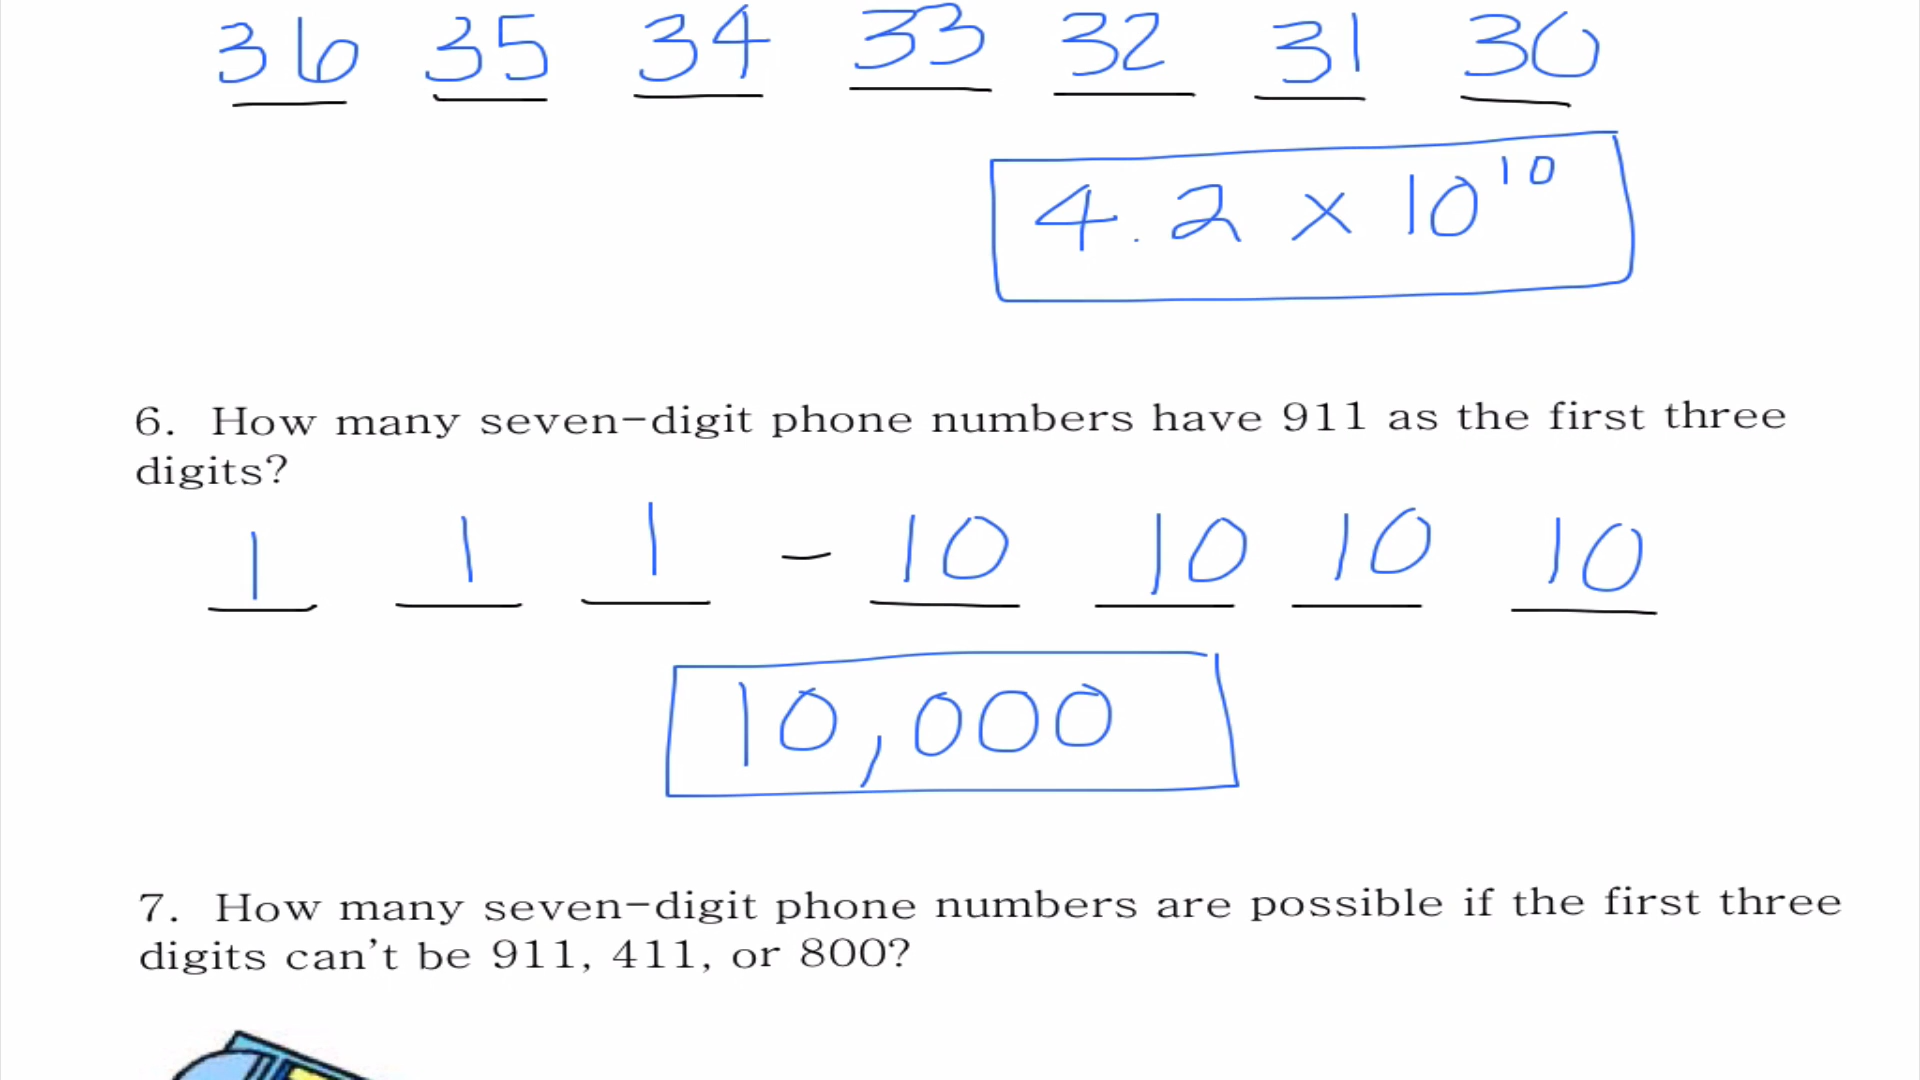 36 35 34 33 32 31 30
4.2 x 10¹⁰
6. How many seven-digit phone numbers have 911 as the first three
digits?
1 1 1 - 10 10 10 10
10,000
7. How many seven-digit phone numbers are possible if the first three
digits can't be 911, 411, or 800?